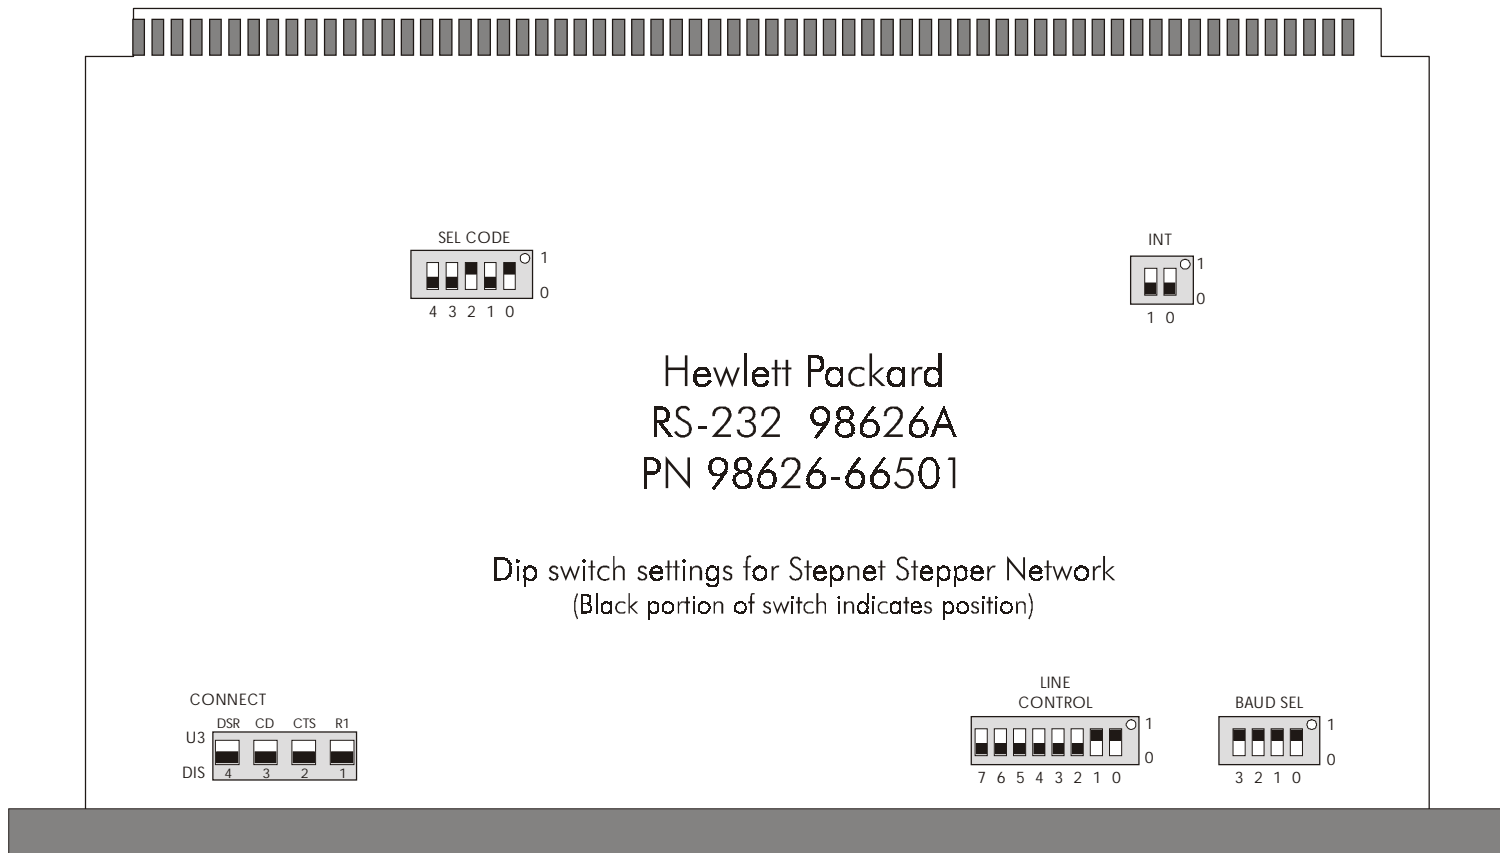 SEL CODE
1
0
4 3 2 1 0
INT
1
0
1 0
Hewlett Packard
RS-232 98626A
PN 98626-66501
Dip switch settings for Stepnet Stepper Network
(Black portion of switch indicates position)
CONNECT
DSR CD CTS R1
U3
DIS
4 3 2 1
LINE
CONTROL
1
0
7 6 5 4 3 2 1 0
BAUD SEL
1
0
3 2 1 0